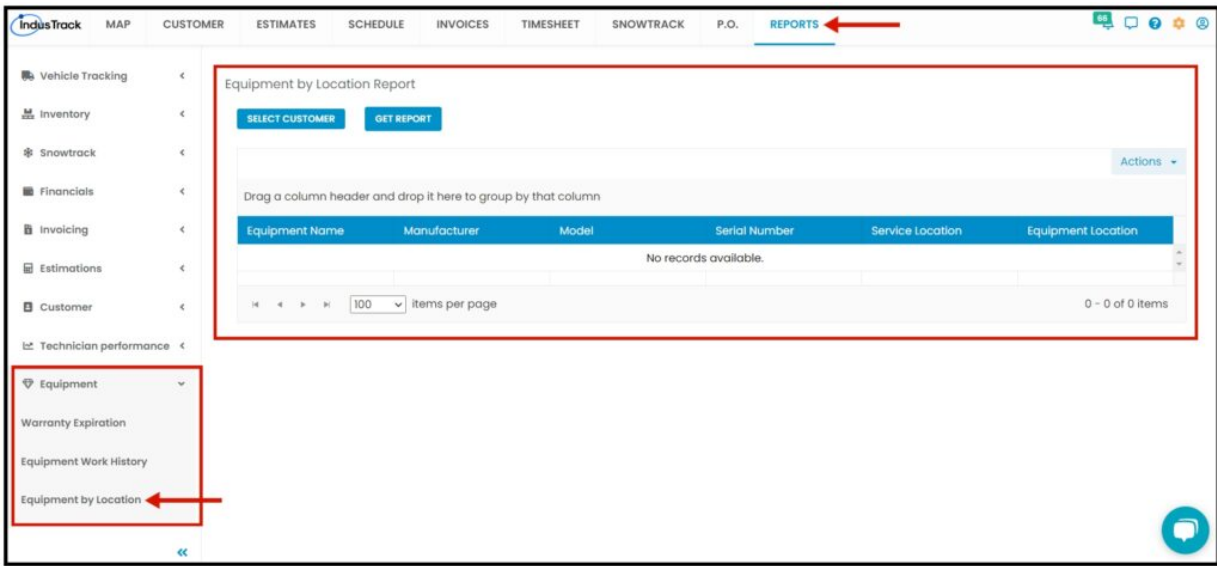 IndusTrack MAP CUSTOMER ESTIMATES SCHEDULE INVOICES TIMESHEET SNOWTRACK P.O. REPORTS 66
Vehicle Tracking
Inventory
Snowtrack
Financials
Invoicing
Estimations
Customer
Technician performance
Equipment
Warranty Expiration
Equipment Work History
Equipment by Location
Equipment by Location Report
SELECT CUSTOMER GET REPORT
Actions
Drag a column header and drop it here to group by that column
Equipment Name Manufacturer Model Serial Number Service Location Equipment Location
No records available.
100 items per page 0 - 0 of 0 items